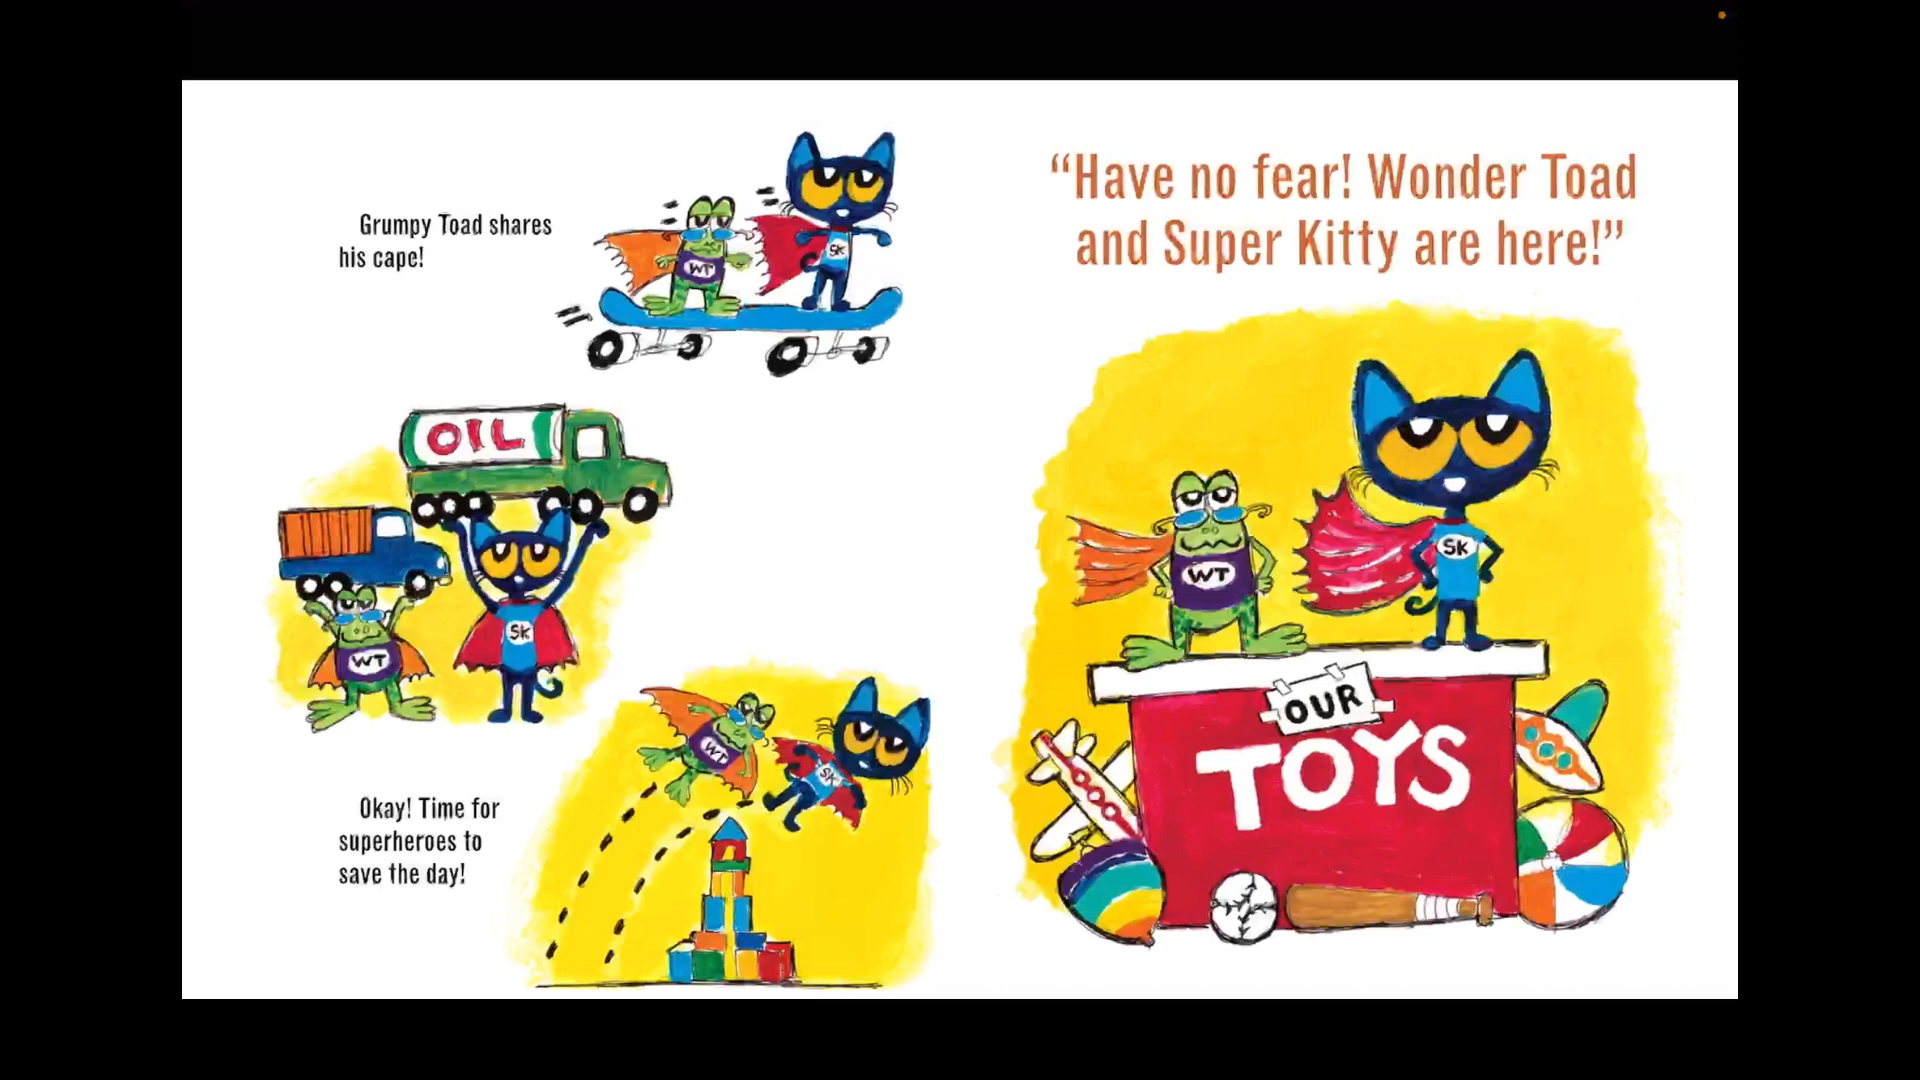 Grumpy Toad shares
his cape!
SK
WT
OIL
SK
WT
WT
SK
Okay! Time for
superheroes to
save the day!
“Have no fear! Wonder Toad
and Super Kitty are here!”
SK
WT
OUR
TOYS